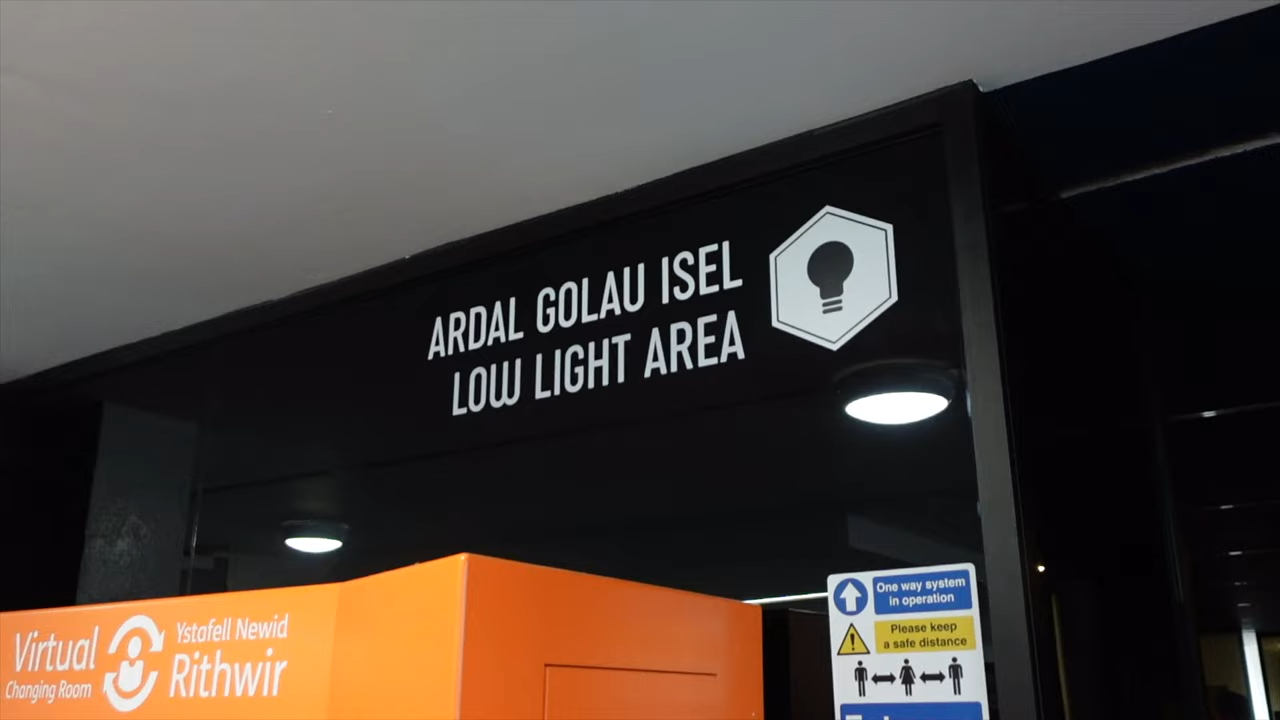 ARDAL GOLAU ISEL
LOW LIGHT AREA
Virtual
Changing Room
Ystafell Newid
Rithwir
One way system
in operation
Please keep
a safe distance